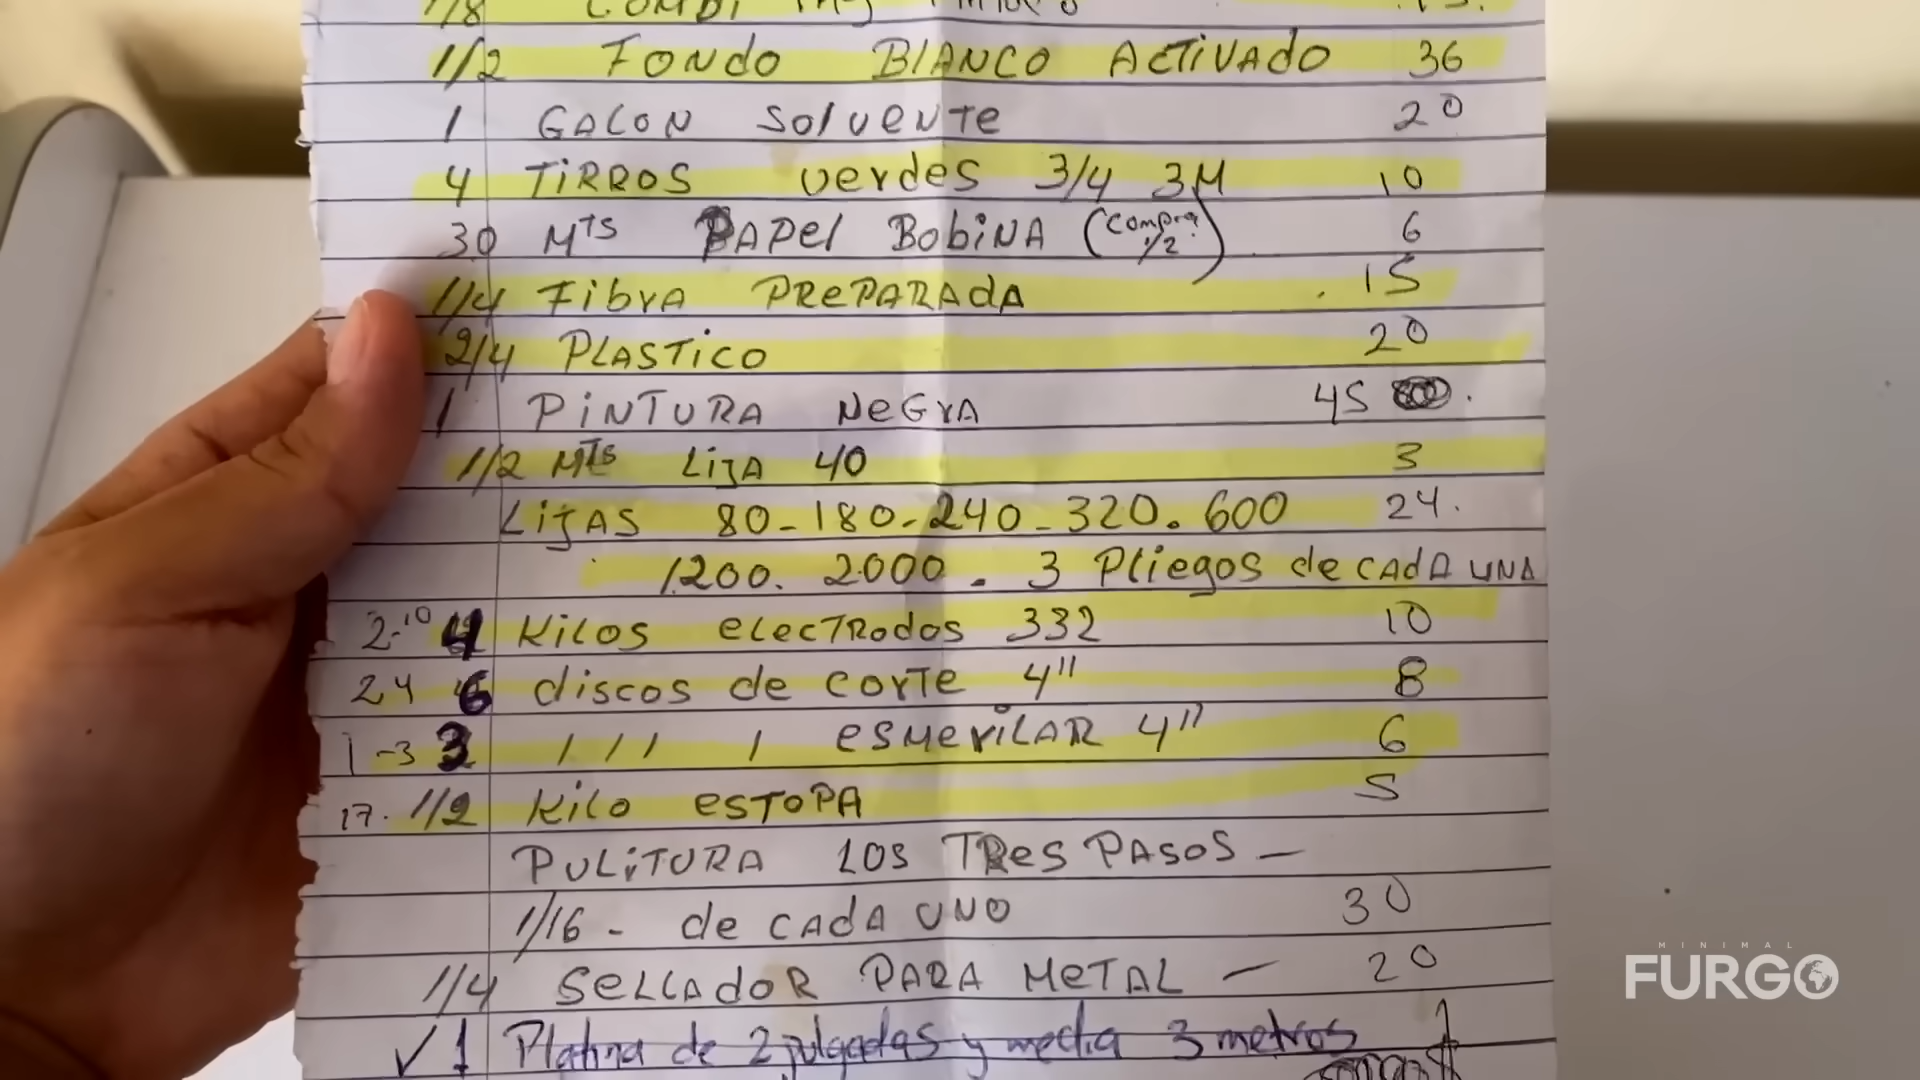 1/8 COMBI
1/2 FONDO BLANCO ACTIVADO 36
1 GALON SOLVENTE 20
4 TIRROS verdes 3/4 3M 10
30 MTS PAPEL BOBINA (compra 1/2) 6
1/4 FibrA PREPARADA 15
2/4 PLASTICO 20
1 PINTURA NEGRA 45
1/2 MTS LIJA 40 3
LIJAS 80-180-240-320.600 24.
1200. 2000. 3 Pliegos de cADA UNA
2-10 4 Kilos electrodos 332 10
24 6 discos de corte 4" 8
1-3 3 / / / / esmerilar 4" 6
17. 1/2 Kilo ESTOPA 5
PULITURA LOS TRES PASOS -
1/16 - de CADA UNO 30
1/4 SELLADOR PARA METAL - 20
✓ 1 Platina de 2 pulgadas y media 3 metros
MINIMAL
FURGO